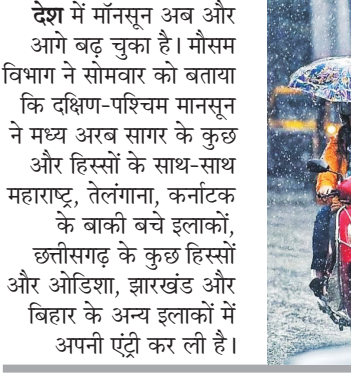 देश में मॉनसून अब और
आगे बढ़ चुका है। मौसम
विभाग ने सोमवार को बताया
कि दक्षिण-पश्चिम मानसून
ने मध्य अरब सागर के कुछ
और हिस्सों के साथ-साथ
महाराष्ट्र, तेलंगाना, कर्नाटक
के बाकी बचे इलाकों,
छत्तीसगढ़ के कुछ हिस्सों
और ओडिशा, झारखंड और
बिहार के अन्य इलाकों में
अपनी एंट्री कर ली है।